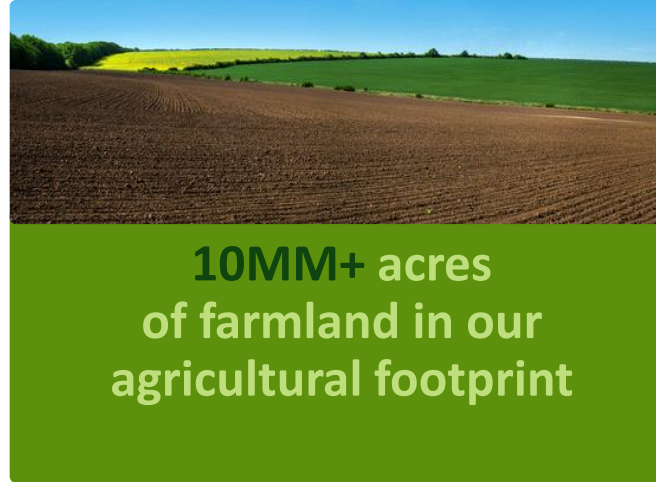 10MM+ acres
of farmland in our
agricultural footprint